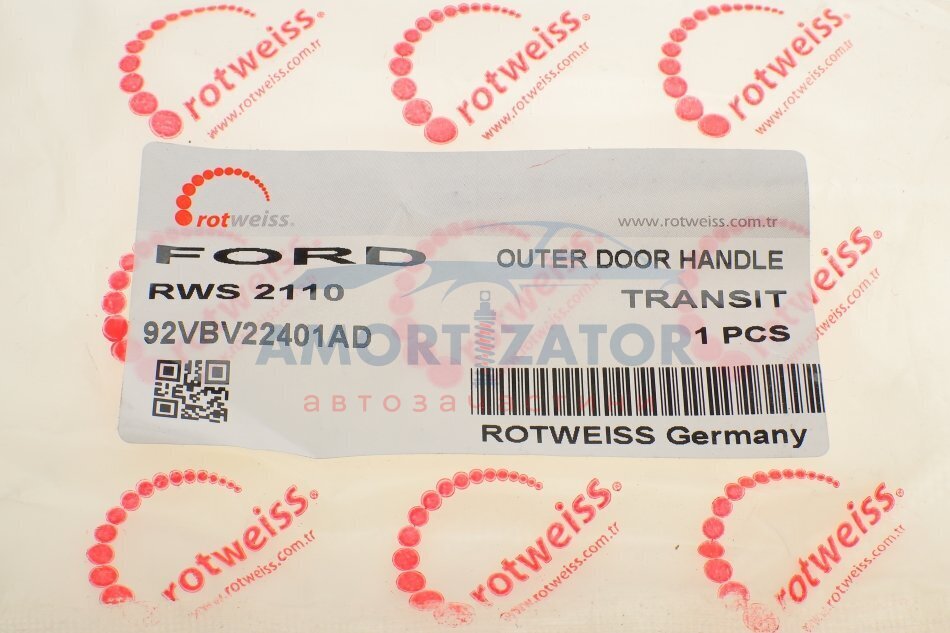 rotweiss®
www.rotweiss.com.tr
rotweiss®
www.rotweiss.com.tr
rotweiss®
www.rotweiss.com.tr
rotweiss®
www.rotweiss.com.tr
FORD
OUTER DOOR HANDLE
RWS 2110
TRANSIT
92VBV22401AD
1 PCS
AMORTIZATOR
автозапчастини
ROTWEISS Germany
rotweiss®
www.rotweiss.com.tr
rotweiss®
www.rotweiss.com.tr
rotweiss®
www.rotweiss.com.tr